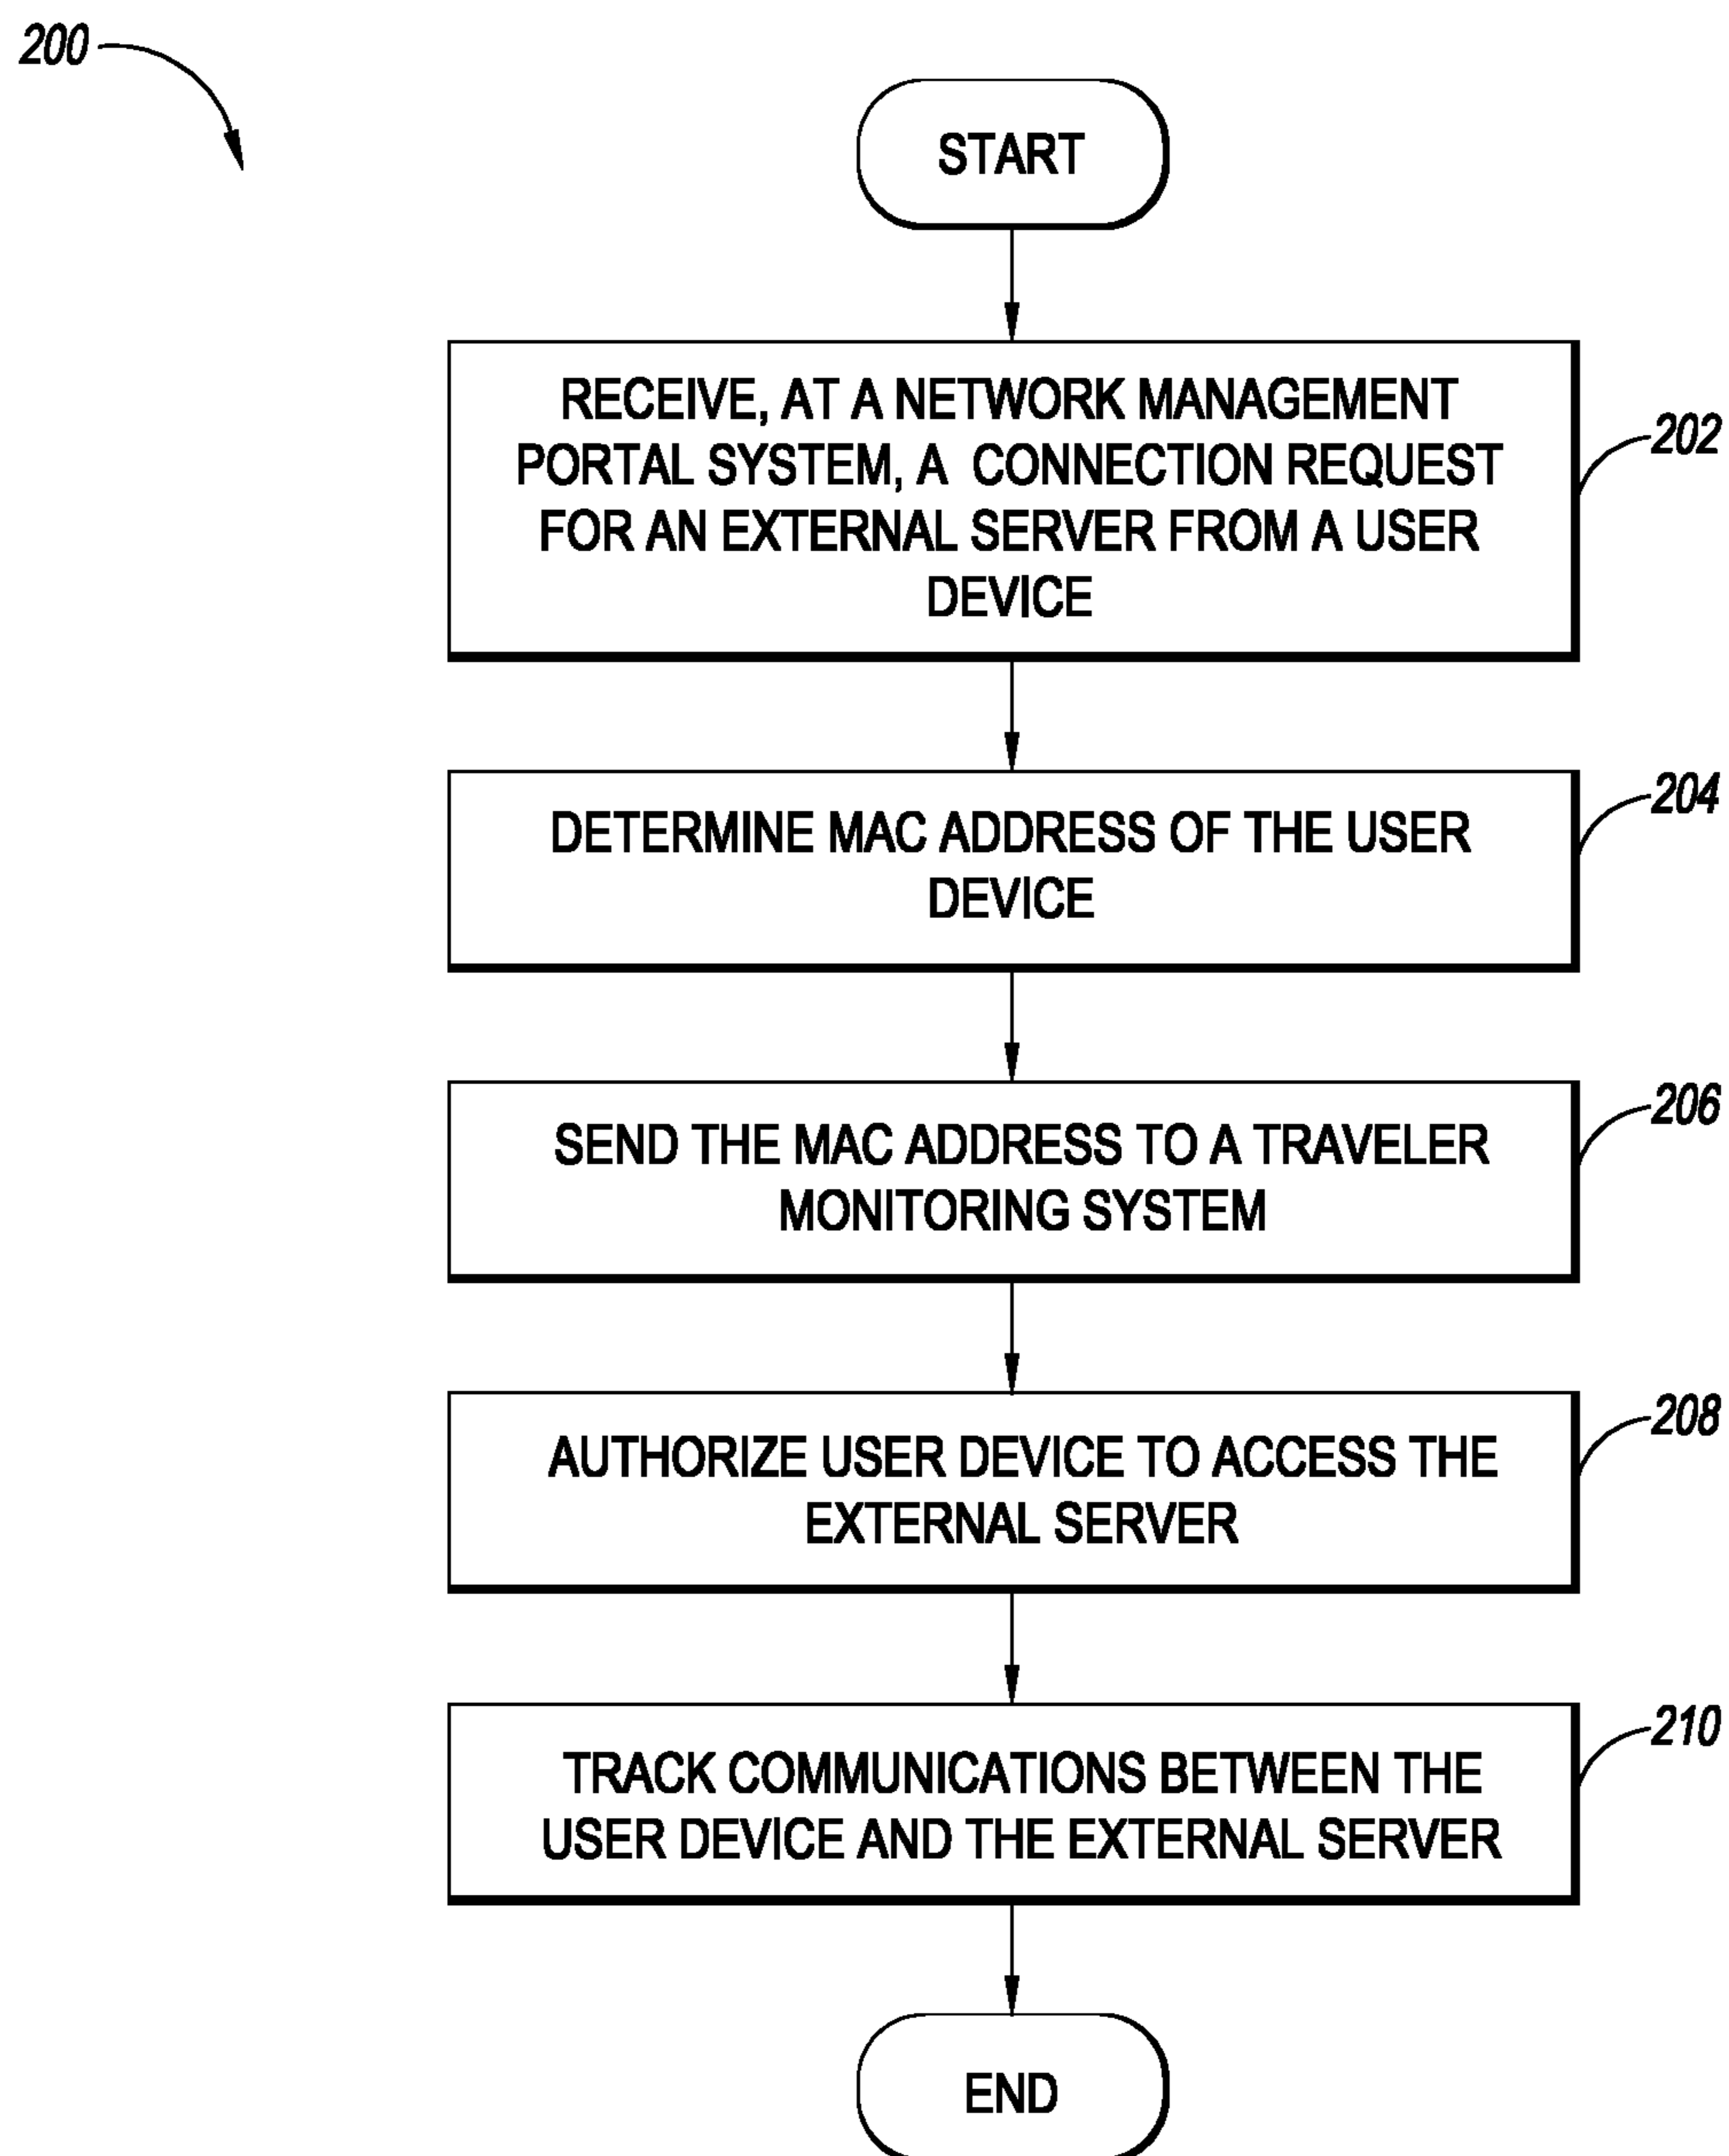 200
START
RECEIVE, AT A NETWORK MANAGEMENT
PORTAL SYSTEM, A CONNECTION REQUEST
FOR AN EXTERNAL SERVER FROM A USER
DEVICE
202
DETERMINE MAC ADDRESS OF THE USER
DEVICE
204
SEND THE MAC ADDRESS TO A TRAVELER
MONITORING SYSTEM
206
AUTHORIZE USER DEVICE TO ACCESS THE
EXTERNAL SERVER
208
TRACK COMMUNICATIONS BETWEEN THE
USER DEVICE AND THE EXTERNAL SERVER
210
END